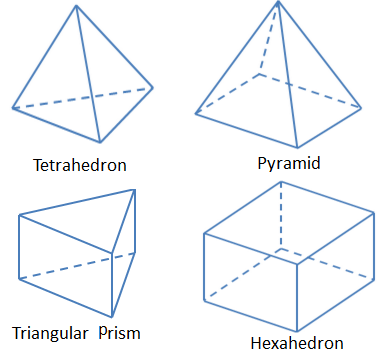 Tetrahedron
Pyramid
Triangular Prism
Hexahedron